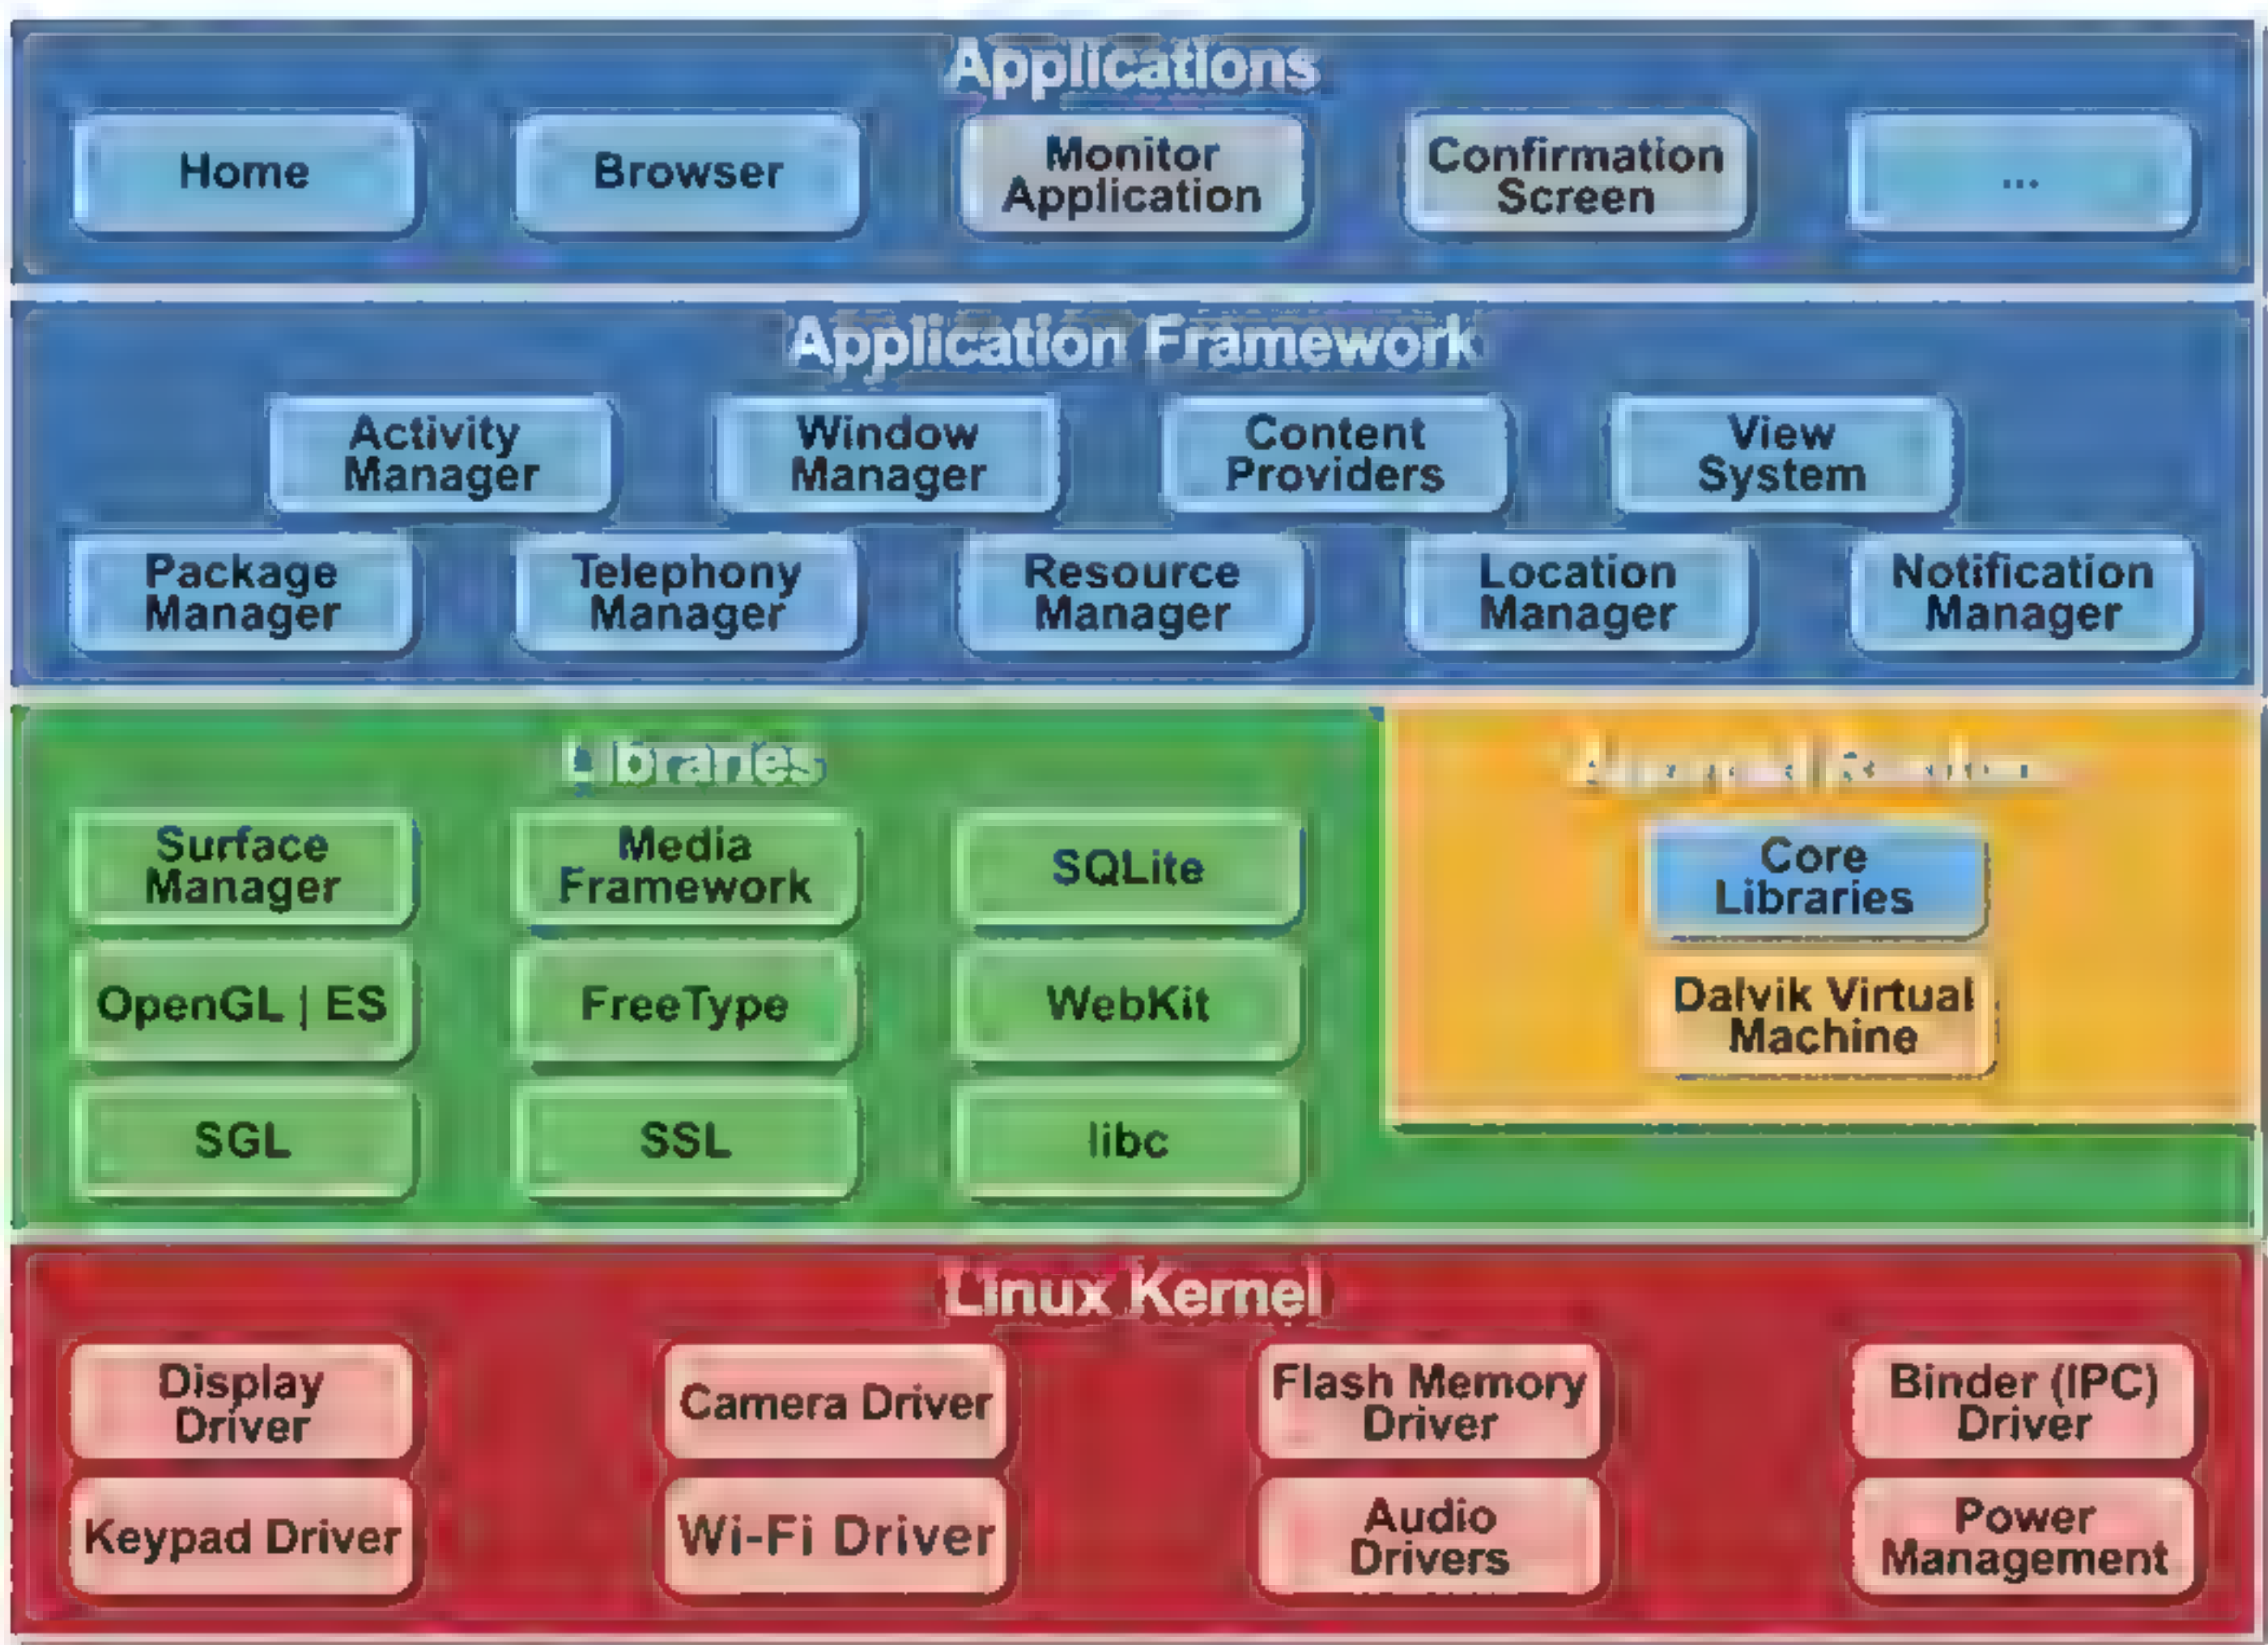 Applications
Home
Browser
Monitor
Application
Confirmation
Screen
...
Application Framework
Activity
Manager
Window
Manager
Content
Providers
View
System
Package
Manager
Telephony
Manager
Resource
Manager
Location
Manager
Notification
Manager
Libraries
Surface
Manager
Media
Framework
SQLite
Core
Libraries
OpenGL | ES
FreeType
WebKit
Dalvik Virtual
Machine
SGL
SSL
libc
Linux Kernel
Display
Driver
Camera Driver
Flash Memory
Driver
Binder (IPC)
Driver
Keypad Driver
Wi-Fi Driver
Audio
Drivers
Power
Management